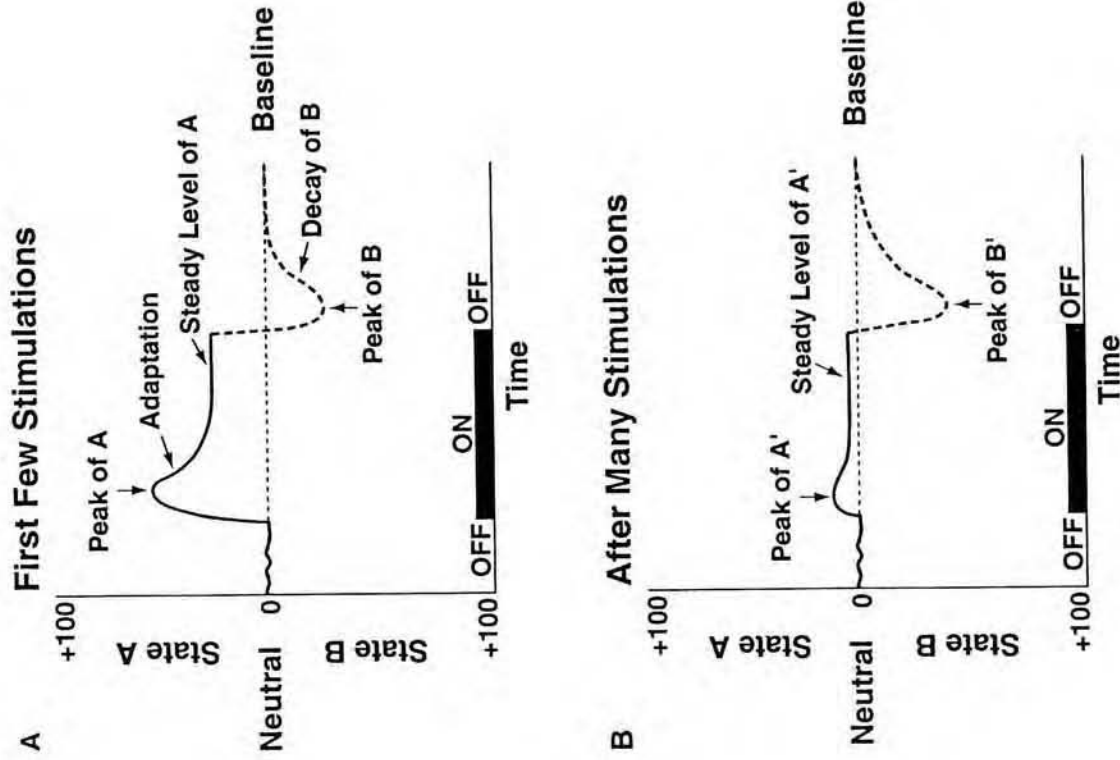 A
First Few Stimulations
+100
State A
Neutral 0
State B
+100
Peak of A
Adaptation
Steady Level of A
Baseline
Decay of B
Peak of B
OFF ON OFF
Time
B
After Many Stimulations
+100
State A
Neutral 0
State B
+100
Peak of A'
Steady Level of A'
Baseline
Peak of B'
OFF ON OFF
Time